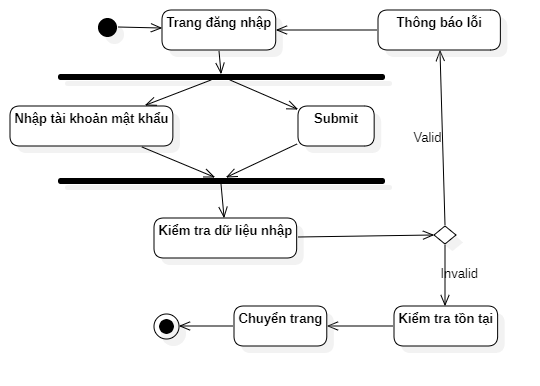 Trang đăng nhập
Thông báo lỗi
Nhập tài khoản mật khẩu
Submit
Valid
Kiểm tra dữ liệu nhập
Invalid
Chuyển trang
Kiểm tra tồn tại